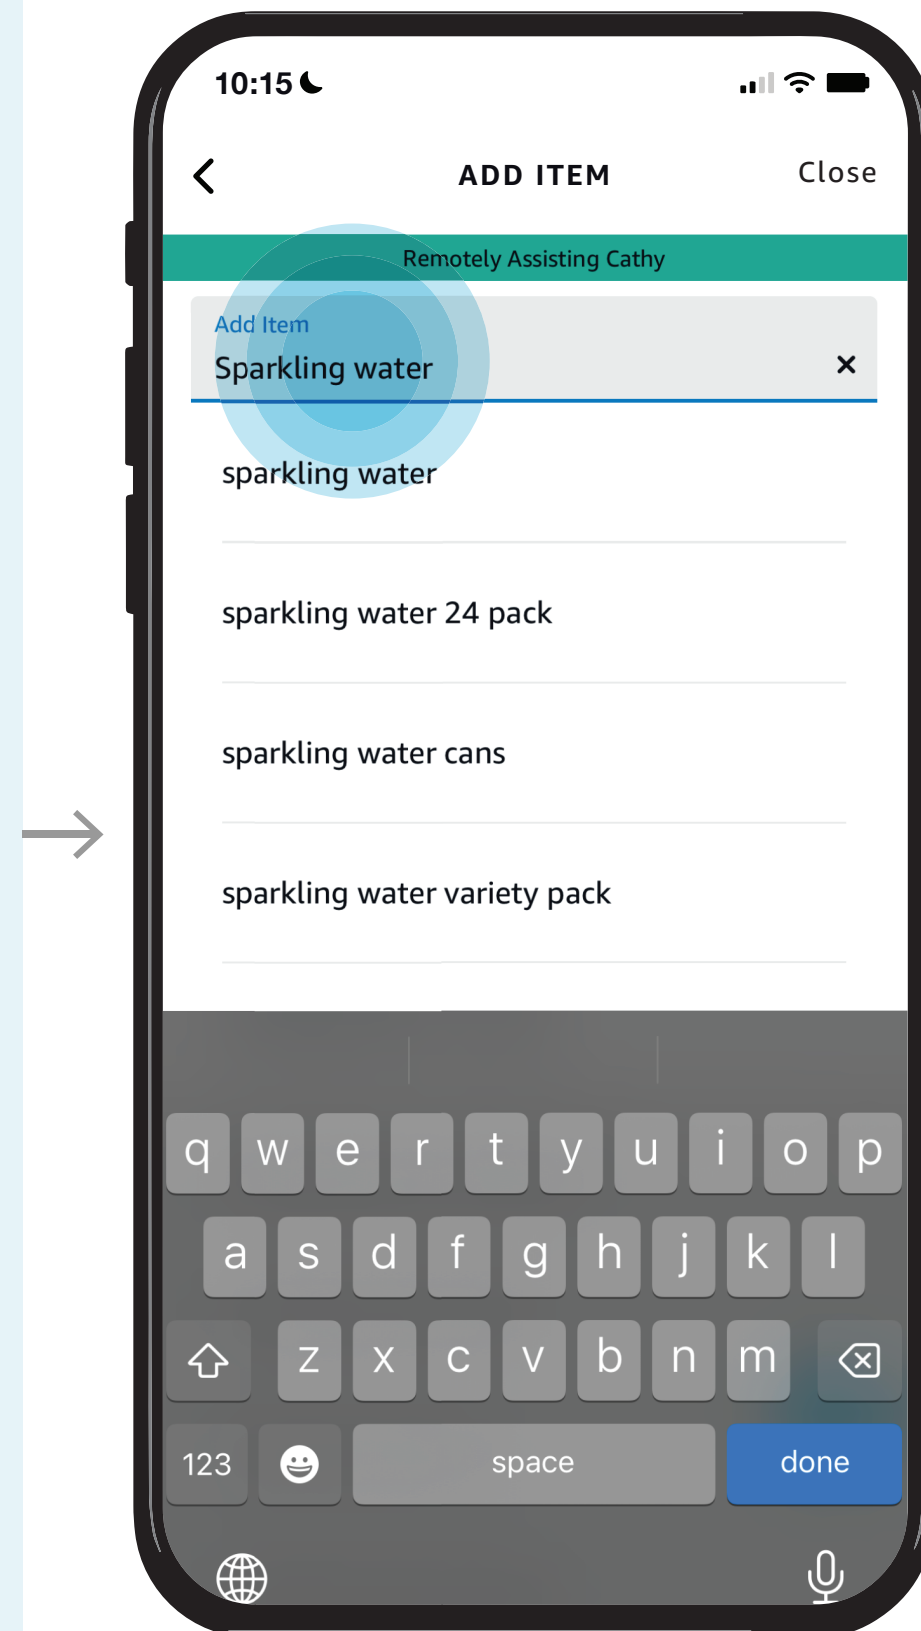 10:15
ADD ITEM
Close
Remotely Assisting Cathy
Add Item
Sparkling water
sparkling water
sparkling water 24 pack
sparkling water cans
sparkling water variety pack
q w e r t y u i o p
a s d f g h j k l
z x c v b n m
123 space done